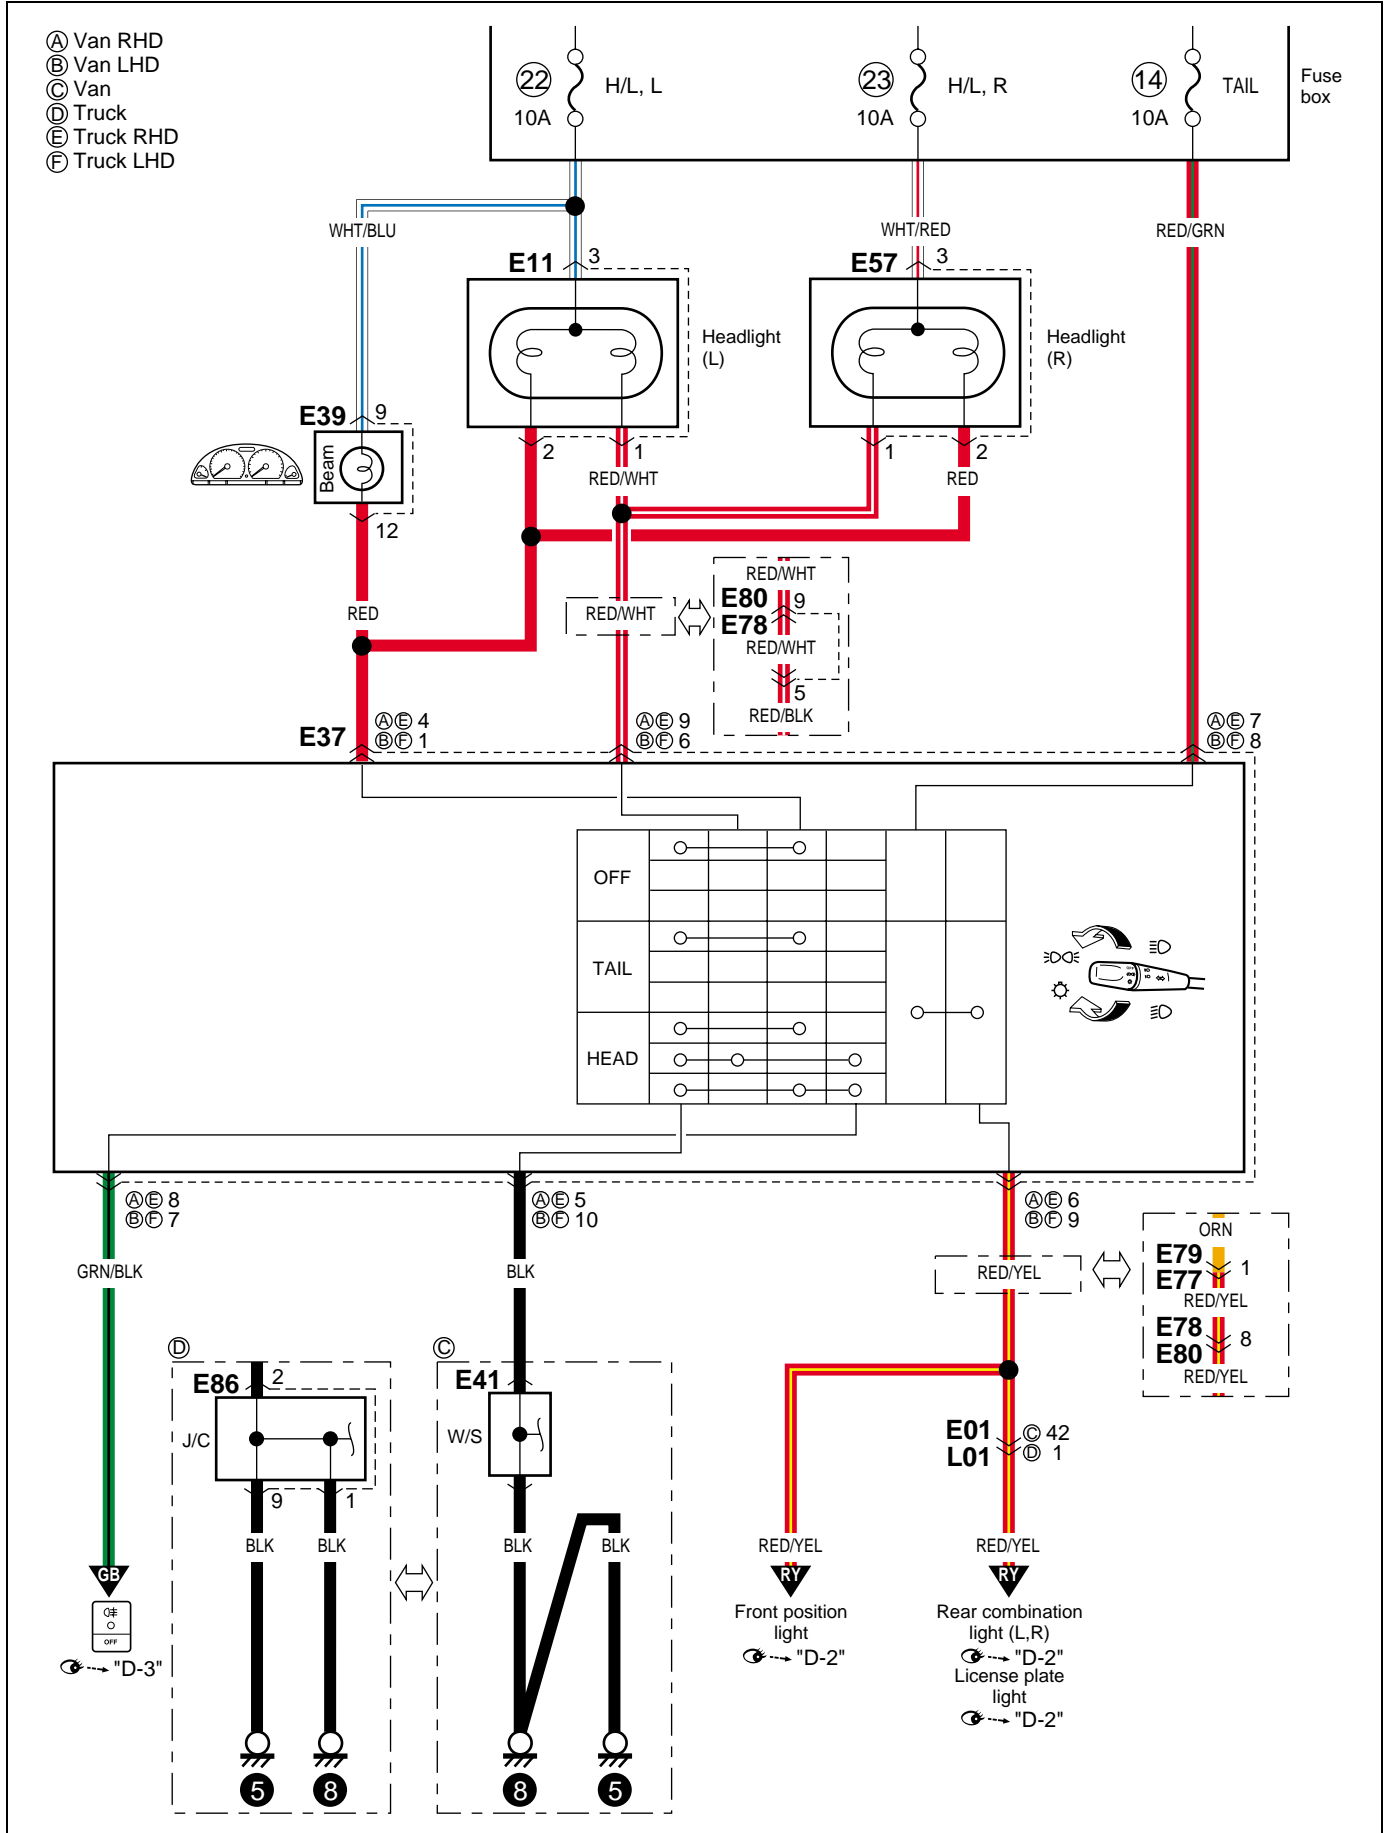 Ⓐ Van RHD
Ⓑ Van LHD
Ⓒ Van
Ⓓ Truck
Ⓔ Truck RHD
Ⓕ Truck LHD
22 10A H/L, L
23 10A H/L, R
14 10A TAIL
Fuse box
WHT/BLU
WHT/RED
RED/GRN
E11 3
E57 3
Headlight (L)
Headlight (R)
E39 9
Beam
12
2 1
1 2
RED/WHT
RED
RED
RED/WHT
RED/WHT
E80 9
E78
RED/WHT
5
RED/BLK
E37
ⒶⒺ 4
ⒷⒻ 1
ⒶⒺ 9
ⒷⒻ 6
ⒶⒺ 7
ⒷⒻ 8
OFF
TAIL
HEAD
OFF
ⒶⒺ 8
ⒷⒻ 7
ⒶⒺ 5
ⒷⒻ 10
ⒶⒺ 6
ⒷⒻ 9
GRN/BLK
BLK
RED/YEL
ORN
E79 1
E77
RED/YEL
E78 8
E80
RED/YEL
Ⓓ
E86 2
J/C
9 1
BLK BLK
5 8
Ⓒ
E41
W/S
BLK BLK
8 5
E01 Ⓒ 42
L01 Ⓓ 1
RED/YEL
RED/YEL
GB
OFF
"D-3"
RY
Front position
light
"D-2"
RY
Rear combination
light (L,R)
"D-2"
License plate
light
"D-2"